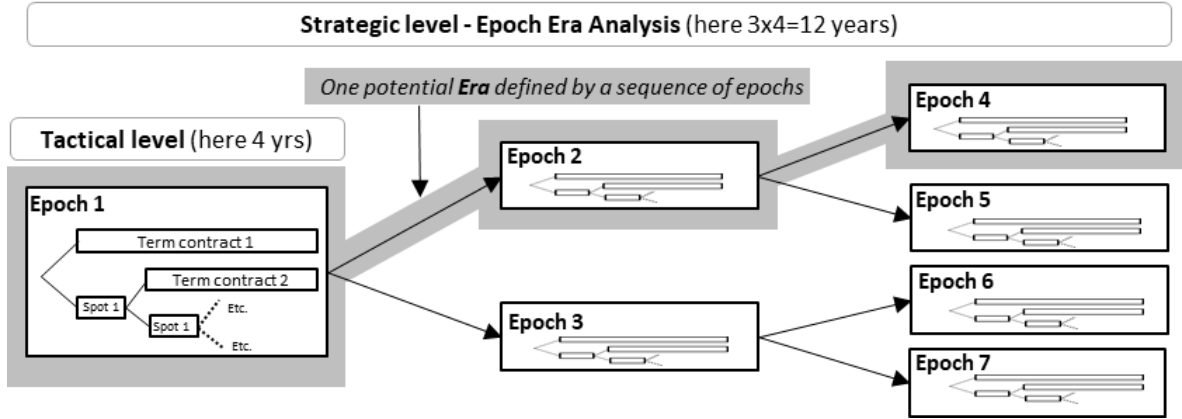 Strategic level - Epoch Era Analysis (here 3x4=12 years)
One potential Era defined by a sequence of epochs
Tactical level (here 4 yrs)
Epoch 1
Term contract 1
Term contract 2
Spot 1
Etc.
Spot 1
Etc.
Epoch 2
Epoch 3
Epoch 4
Epoch 5
Epoch 6
Epoch 7